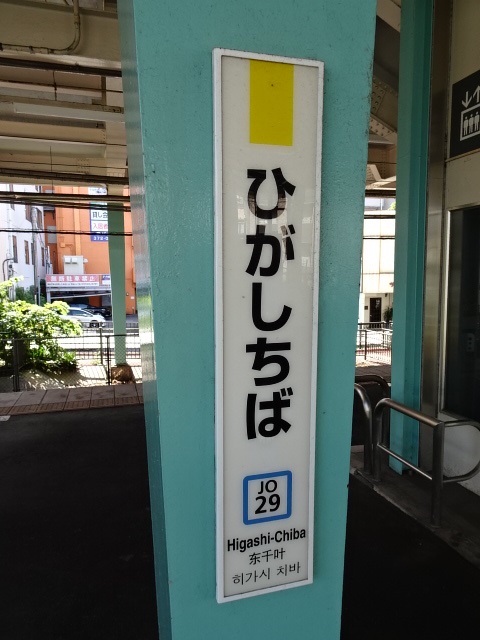 ひがしちば
JO
29
Higashi-Chiba
东千叶
히가시 치바